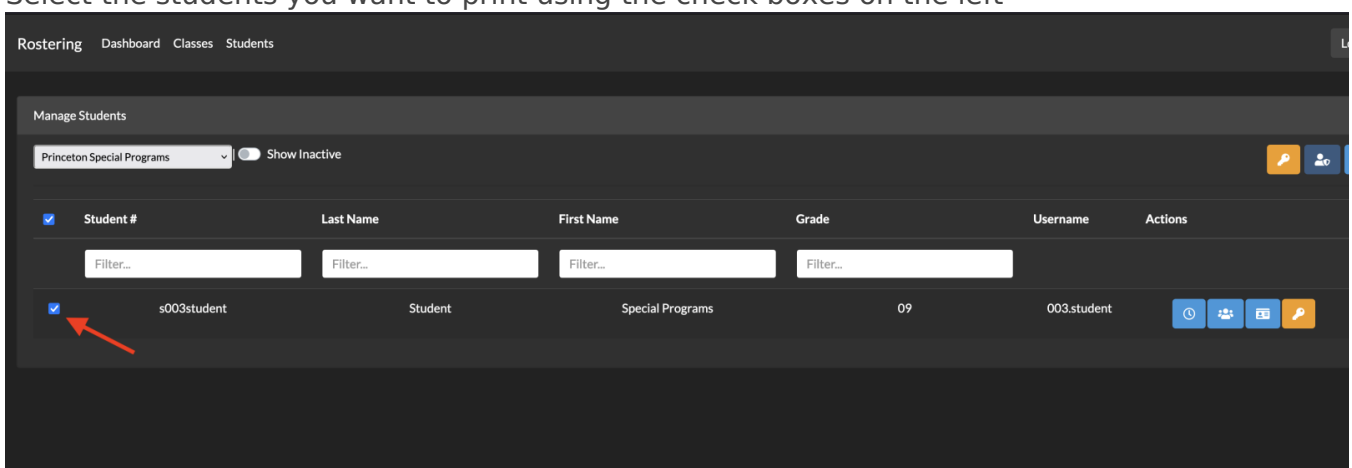 Select the students you want to print using the check boxes on the left
Rostering Dashboard Classes Students
Manage Students
Princeton Special Programs Show Inactive
Student # Last Name First Name Grade Username Actions
Filter... Filter... Filter... Filter...
s003student Student Special Programs 09 003.student